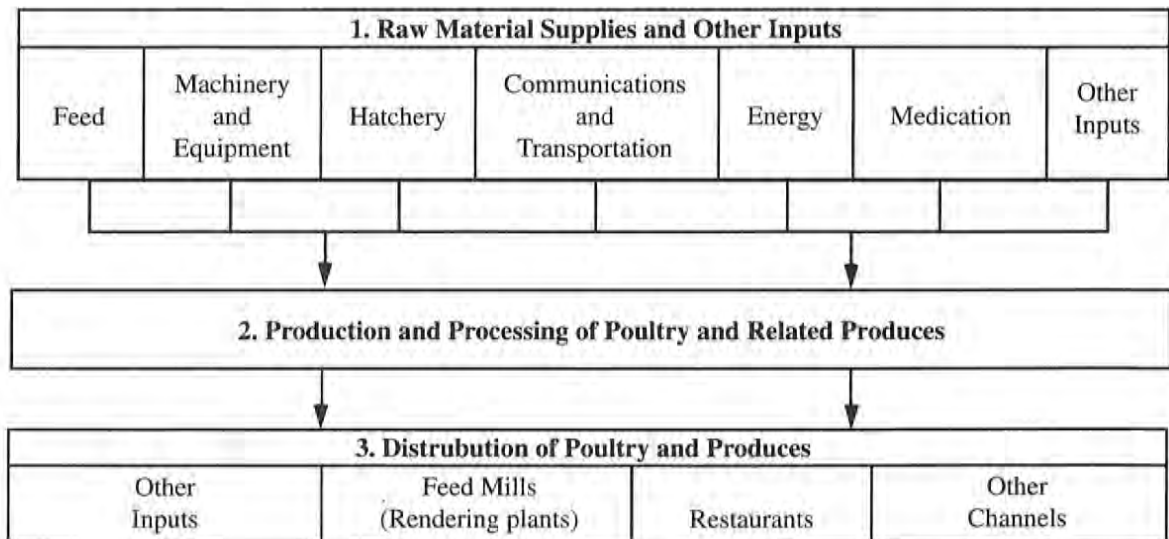 1. Raw Material Supplies and Other Inputs
Feed
Machinery
and
Equipment
Hatchery
Communications
and
Transportation
Energy
Medication
Other
Inputs
2. Production and Processing of Poultry and Related Produces
3. Distrubution of Poultry and Produces
Other
Inputs
Feed Mills
(Rendering plants)
Restaurants
Other
Channels